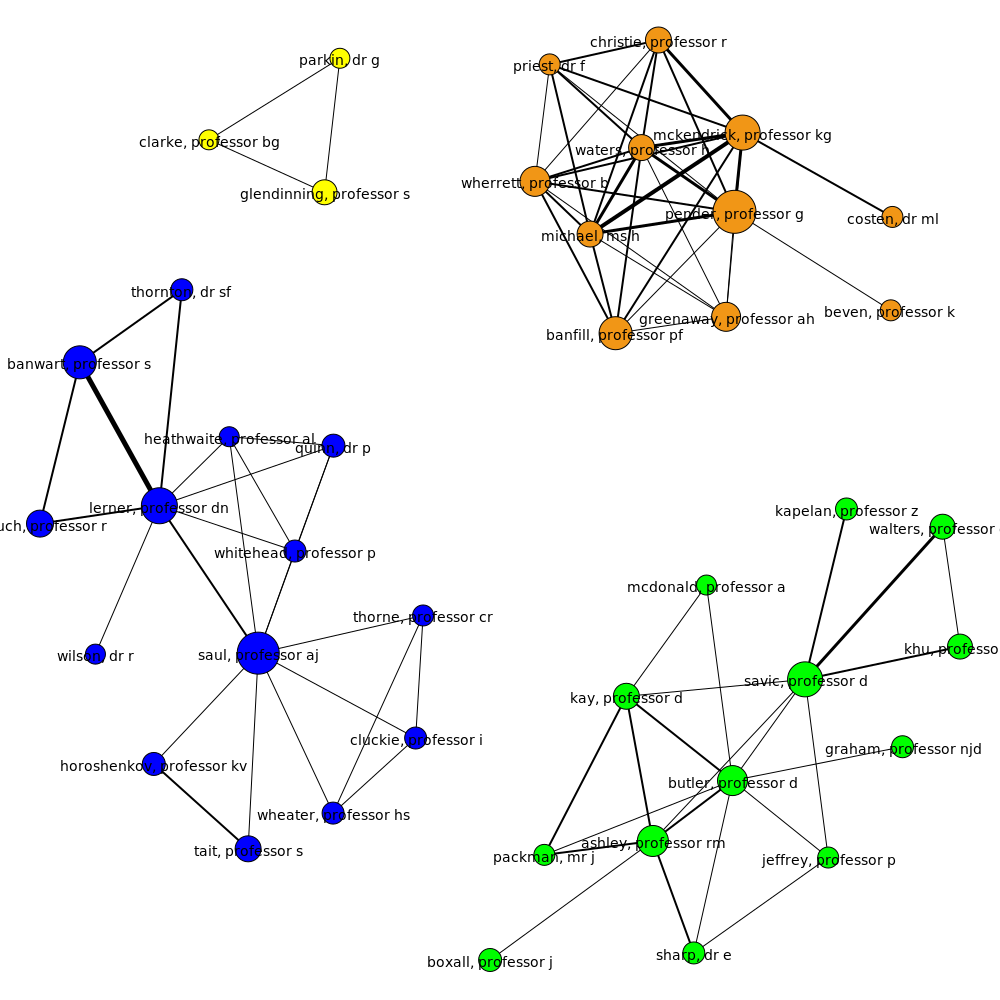 christie, professor r
parkin, dr g
priest, dr f
mckendrick, professor kg
clarke, professor bg
waters, professor h
wherrett, professor b
glendinning, professor s
pender, professor g
costen, dr ml
michael, ms h
thornton, dr sf
beven, professor k
greenaway, professor ah
banfill, professor pf
banwart, professor s
heathwaite, professor al
quinn, dr p
lerner, professor dn
kapelan, professor z
uch, professor r
walters, professor
whitehead, professor p
mcdonald, professor a
thorne, professor cr
khu, professo
wilson, dr r
saul, professor aj
savic, professor d
kay, professor d
cluckie, professor i
graham, professor njd
horoshenkov, professor kv
butler, professor d
wheater, professor hs
ashley, professor rm
tait, professor s
packman, mr j
jeffrey, professor p
sharp, dr e
boxall, professor j